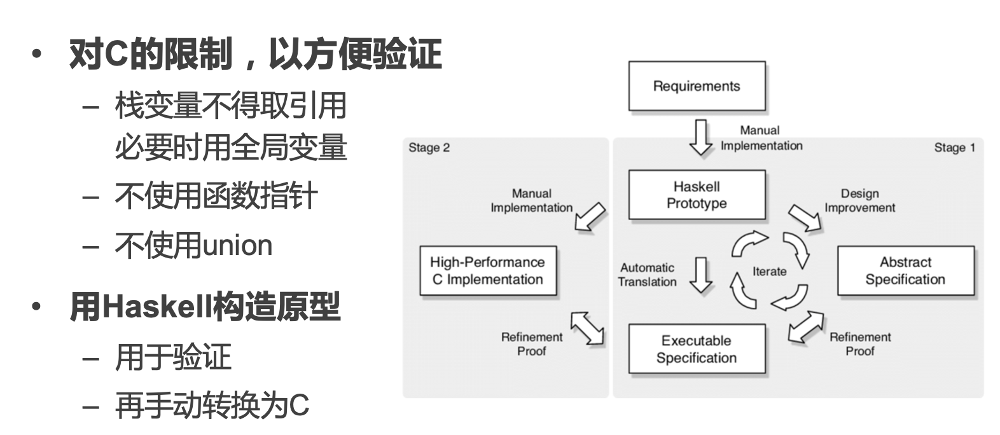 • 对C的限制，以方便验证
– 栈变量不得取引用
必要时用全局变量
– 不使用函数指针
– 不使用union
• 用Haskell构造原型
– 用于验证
– 再手动转换为C
Requirements
Manual
Implementation
Stage 2
Stage 1
Haskell
Prototype
Manual
Implementation
Design
Improvement
High-Performance
C Implementation
Automatic
Translation
Iterate
Abstract
Specification
Refinement
Proof
Executable
Specification
Refinement
Proof